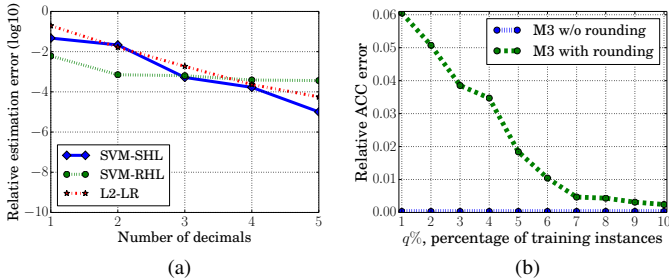 Relative estimation error (log10)
0
−2
−4
−6
−8
−10
SVM-SHL
SVM-RHL
L2-LR
1 2 3 4 5
Number of decimals
(a)
Relative ACC error
0.06
0.05
0.04
0.03
0.02
0.01
0.00
M3 w/o rounding
M3 with rounding
1 2 3 4 5 6 7 8 9 10
q%, percentage of training instances
(b)